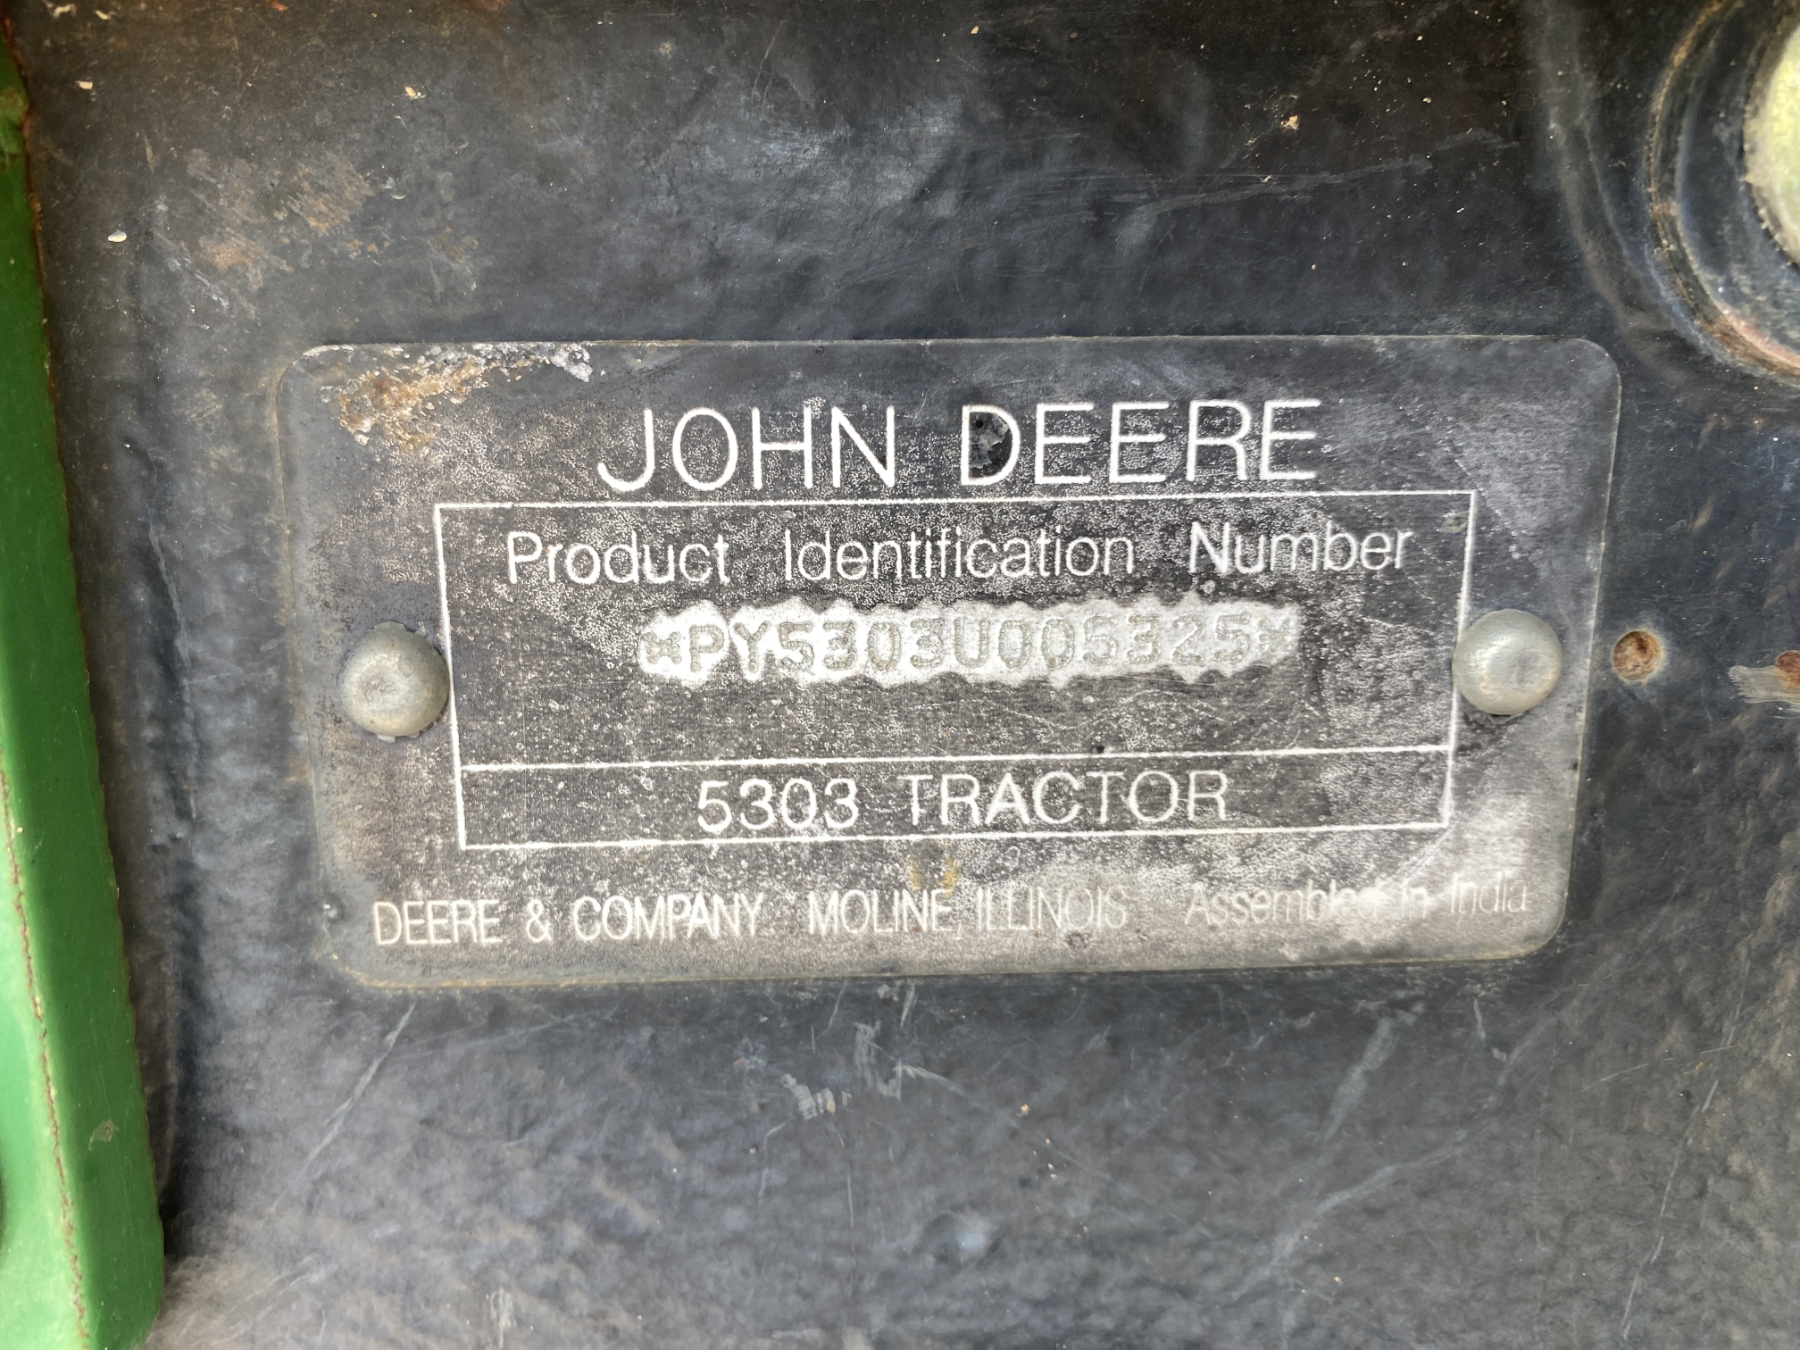 JOHN DEERE
Product Identification Number
*PY5303U005325*
5303 TRACTOR
DEERE & COMPANY MOLINE, ILLINOIS Assembled in India